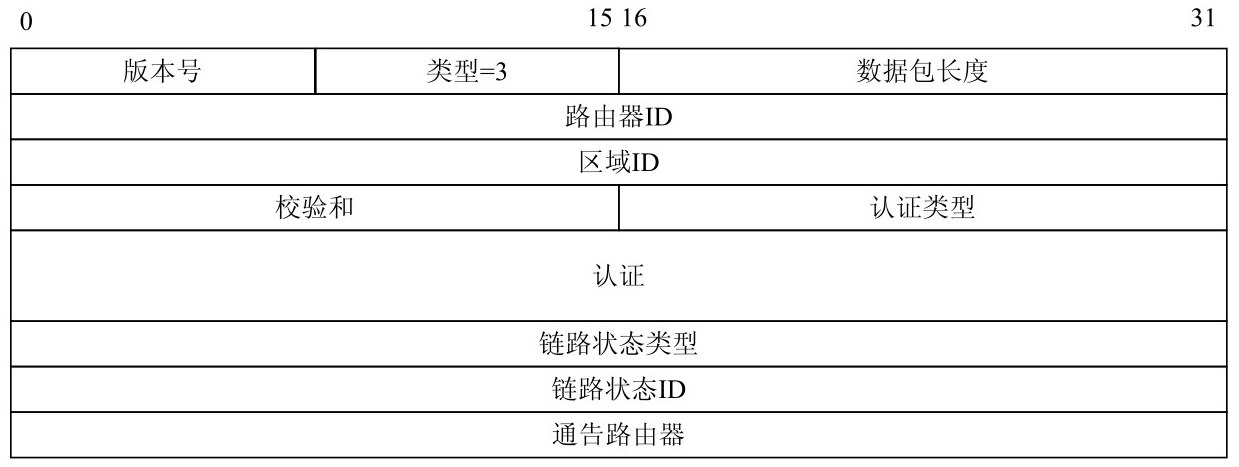 0 15 16 31
版本号 类型=3 数据包长度
路由器ID
区域ID
校验和 认证类型
认证
链路状态类型
链路状态ID
通告路由器